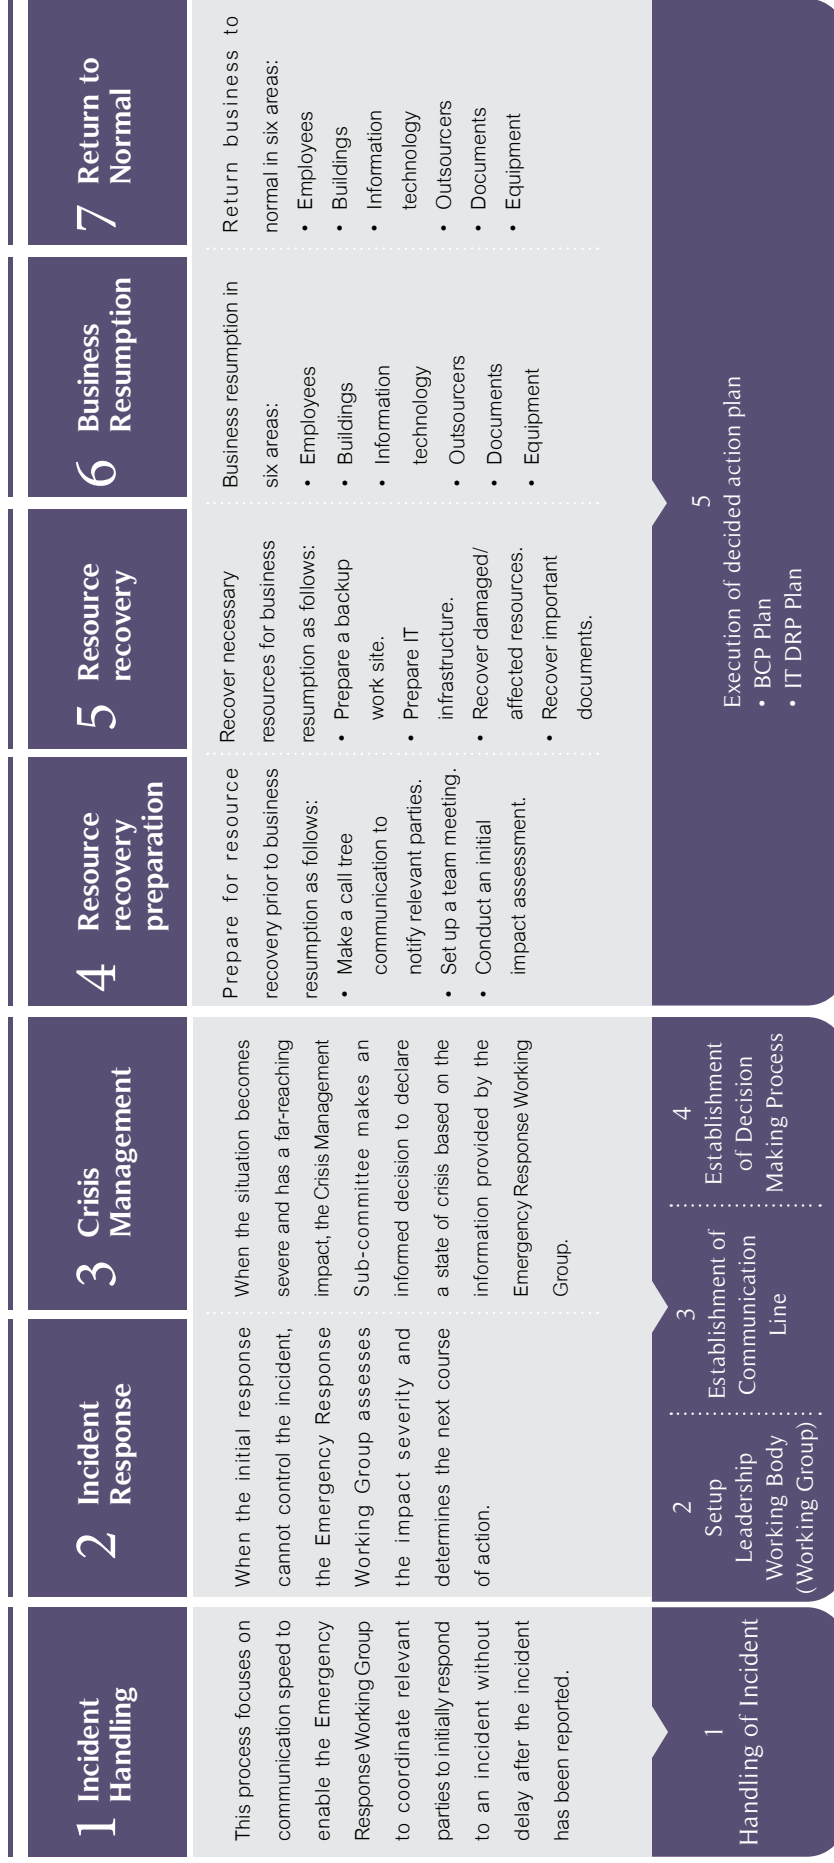 1 Incident
Handling
This process focuses on
communication speed to
enable the Emergency
Response Working Group
to coordinate relevant
parties to initially respond
to an incident without
delay after the incident
has been reported.
2 Incident
Response
When the initial response
cannot control the incident,
the Emergency Response
Working Group assesses
the impact severity and
determines the next course
of action.
3 Crisis
Management
When the situation becomes
severe and has a far-reaching
impact, the Crisis Management
Sub-committee makes an
informed decision to declare
a state of crisis based on the
information provided by the
Emergency Response Working
Group.
4 Resource
recovery
preparation
Prepare for resource
recovery prior to business
resumption as follows:
• Make a call tree
communication to
notify relevant parties.
• Set up a team meeting.
• Conduct an initial
impact assessment.
5 Resource
recovery
Recover necessary
resources for business
resumption as follows:
• Prepare a backup
work site.
• Prepare IT
infrastructure.
• Recover damaged/
affected resources.
• Recover important
documents.
6 Business
Resumption
Business resumption in
six areas:
• Employees
• Buildings
• Information
technology
• Outsourcers
• Documents
• Equipment
7 Return to
Normal
Return business to
normal in six areas:
• Employees
• Buildings
• Information
technology
• Outsourcers
• Documents
• Equipment
1
Handling of Incident
2
Setup
Leadership
Working Body
(Working Group)
3
Establishment of
Communication
Line
4
Establishment
of Decision
Making Process
5
Execution of decided action plan
• BCP Plan
• IT DRP Plan